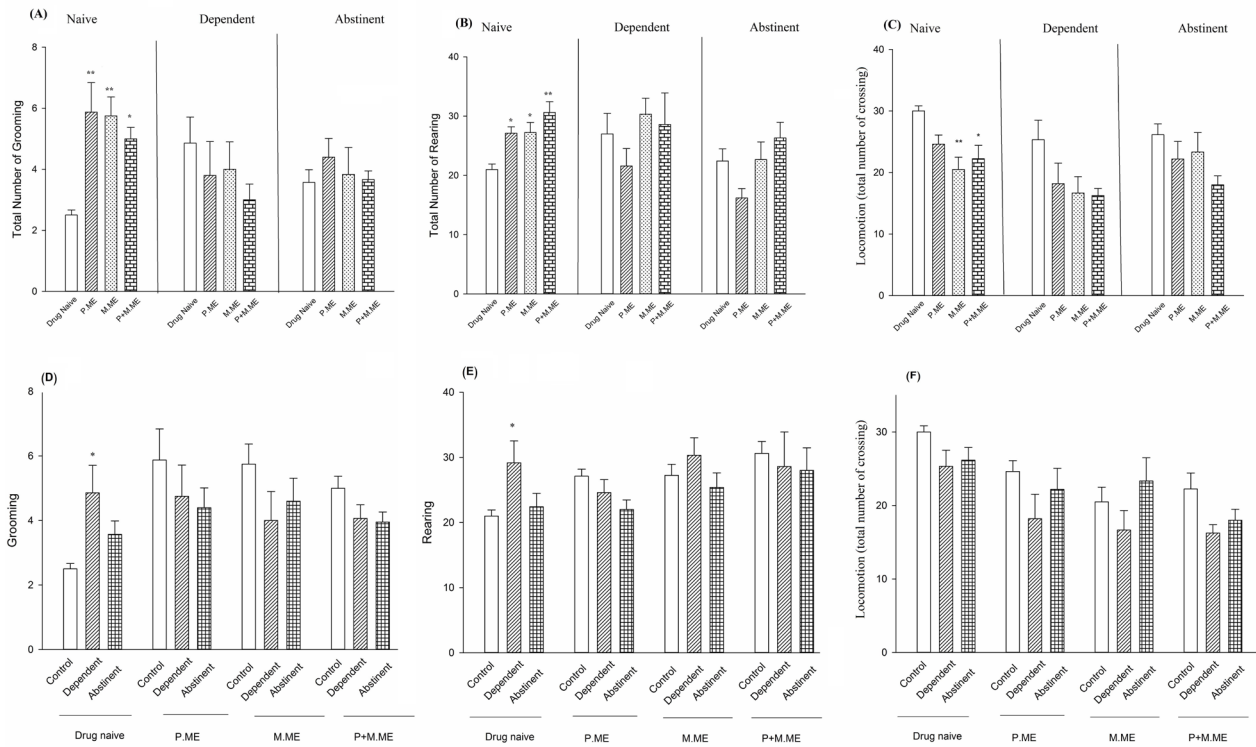 (A)
Naive Dependent Abstinent
Total Number of Grooming
8
6
4
2
0
** ** *
Drug Naive P.ME M.ME P+M.ME Drug Naive P.ME M.ME P+M.ME Drug Naive P.ME M.ME P+M.ME
(B)
Naive Dependent Abstinent
Total Number of Rearing
40
30
20
10
0
* * **
Drug Naive P.ME M.ME P+M.ME Drug Naive P.ME M.ME P+M.ME Drug Naive P.ME M.ME P+M.ME
(C)
Naive Dependent Abstinent
Locomotion (total number of crossing)
40
30
20
10
0
** *
Drug Naive P.ME M.ME P+M.ME Drug Naive P.ME M.ME P+M.ME Drug Naive P.ME M.ME P+M.ME
(D)
Grooming
8
6
4
2
0
*
Control Dependent Abstinent Control Dependent Abstinent Control Dependent Abstinent Control Dependent Abstinent
Drug naive P.ME M.ME P+M.ME
(E)
Rearing
40
30
20
10
0
*
Control Dependent Abstinent Control Dependent Abstinent Control Dependent Abstinent Control Dependent Abstinent
Drug naive P.ME M.ME P+M.ME
(F)
Locomotion (total number of crossing)
30
20
10
0
Control Dependent Abstinent Control Dependent Abstinent Control Dependent Abstinent Control Dependent Abstinent
Drug naive P.ME M.ME P+M.ME